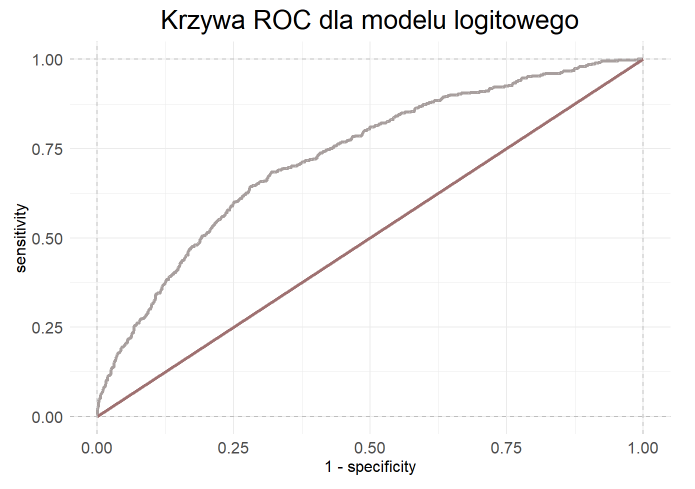 Krzywa ROC dla modelu logitowego
1.00
0.75
0.50
0.25
0.00
sensitivity
0.00 0.25 0.50 0.75 1.00
1 - specificity